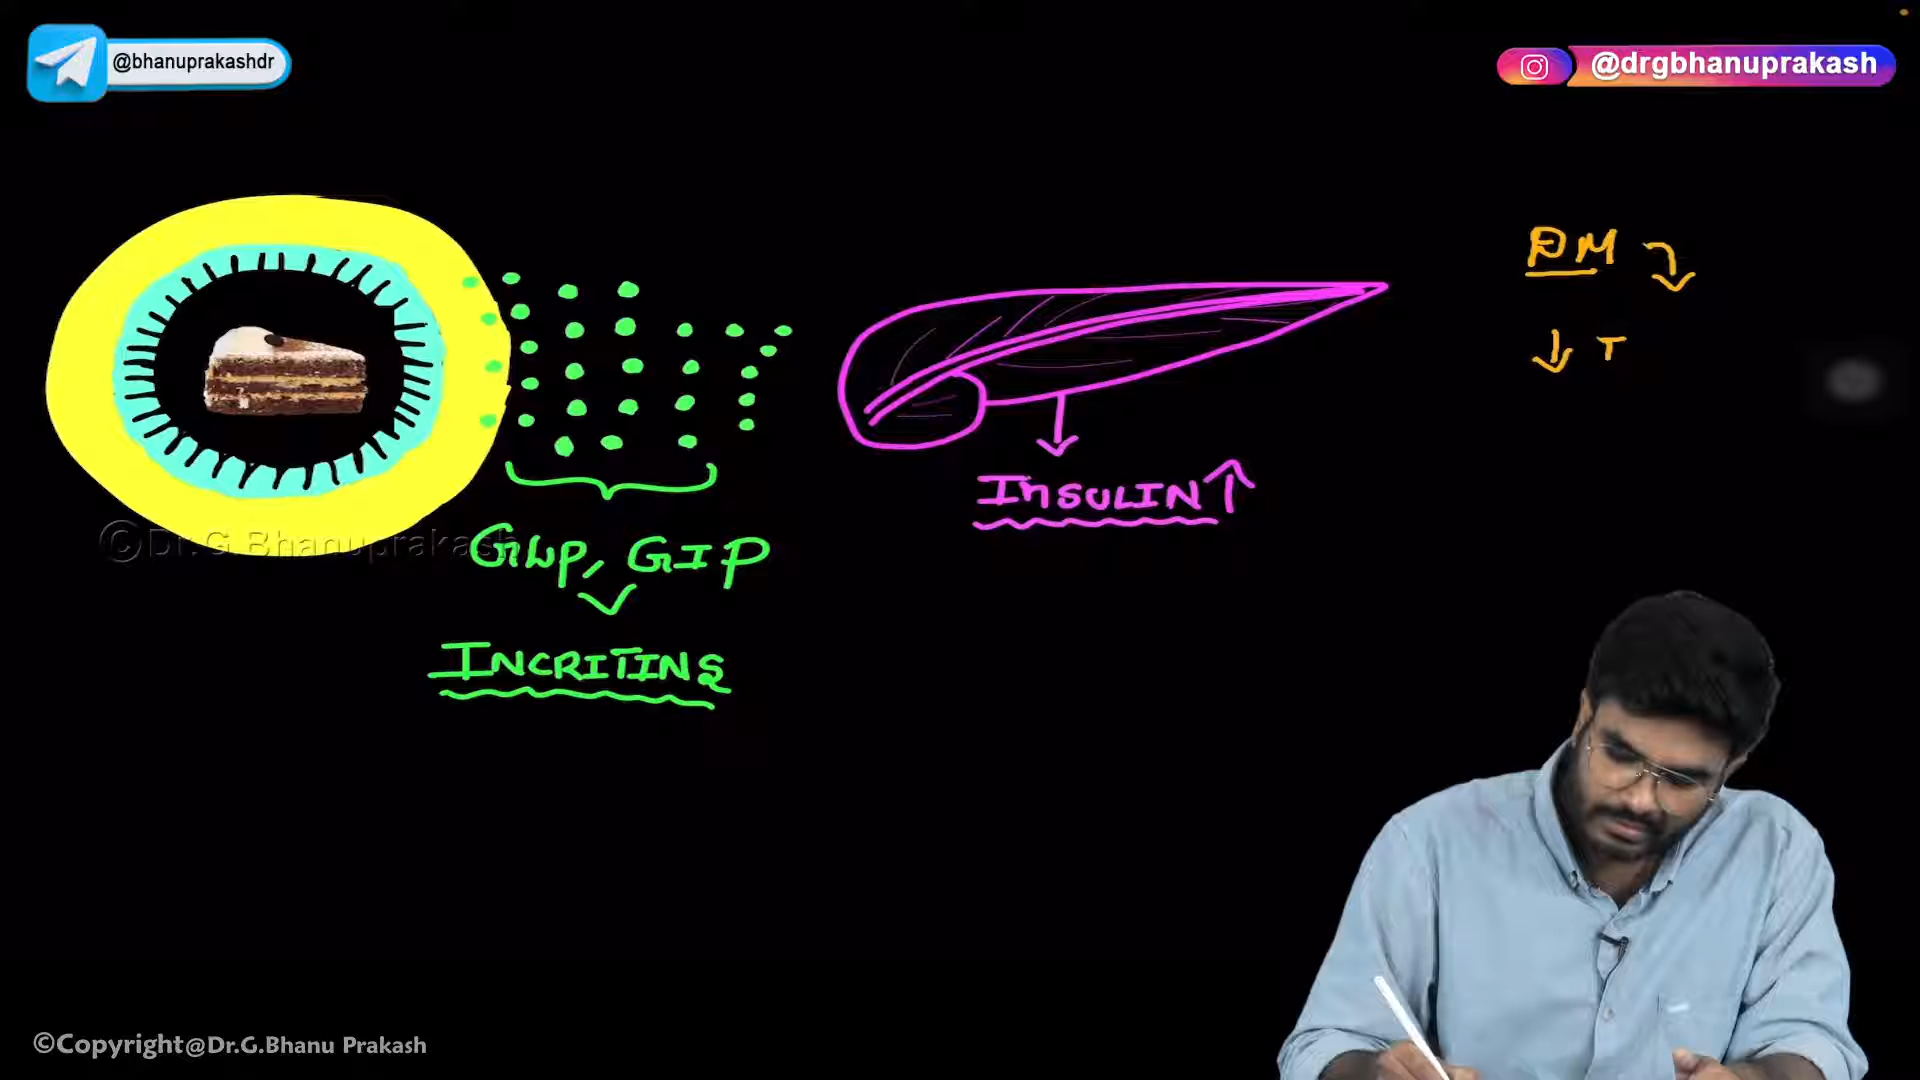 @bhanuprakashdr
@drgbhanuprakash
DM
↓ I
INSULIN ↑
©Dr.G.Bhanuprakash
GLP, GIP
INCRITINS
©Copyright@Dr.G.Bhanu Prakash